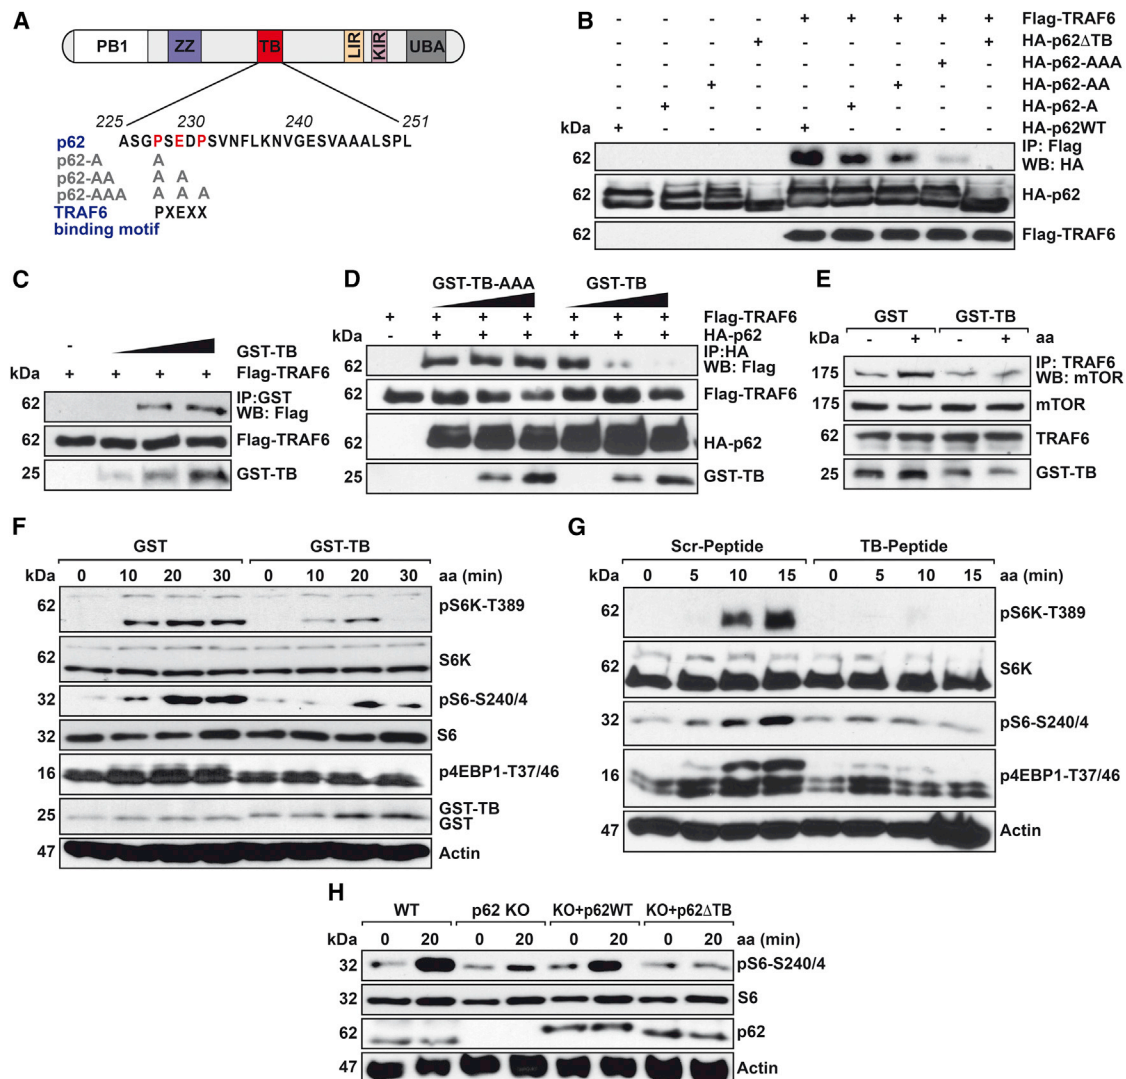 A
PB1 ZZ TB LIR KIR UBA
225 230 240 251
p62 ASGPSEDPSVNFLKNVGESVAAALSPL
p62-A A
p62-AA A A
p62-AAA A A A
TRAF6 PXEXX
binding motif
B
- - - - + + + + + Flag-TRAF6
- - - + - - - - + HA-p62ΔTB
- - - - - - - + - HA-p62-AAA
- - + - - - + - - HA-p62-AA
- + - - - + - - - HA-p62-A
kDa + - - - + - - - - HA-p62WT
62 IP: Flag
WB: HA
62 HA-p62
62 Flag-TRAF6
C
- GST-TB
kDa + + + + Flag-TRAF6
62 IP:GST
WB: Flag
62 Flag-TRAF6
25 GST-TB
D
GST-TB-AAA GST-TB
+ + + + + + + Flag-TRAF6
kDa - + + + + + + HA-p62
62 IP:HA
WB: Flag
62 Flag-TRAF6
62 HA-p62
25 GST-TB
E
GST GST-TB
kDa - + - + aa
175 IP: TRAF6
WB: mTOR
175 mTOR
62 TRAF6
25 GST-TB
F
GST GST-TB
kDa 0 10 20 30 0 10 20 30 aa (min)
62 pS6K-T389
62 S6K
32 pS6-S240/4
32 S6
16 p4EBP1-T37/46
25 GST-TB
GST
47 Actin
G
Scr-Peptide TB-Peptide
kDa 0 5 10 15 0 5 10 15 aa (min)
62 pS6K-T389
62 S6K
32 pS6-S240/4
16 p4EBP1-T37/46
47 Actin
H
WT p62 KO KO+p62WT KO+p62ΔTB
kDa 0 20 0 20 0 20 0 20 aa (min)
32 pS6-S240/4
32 S6
62 p62
47 Actin